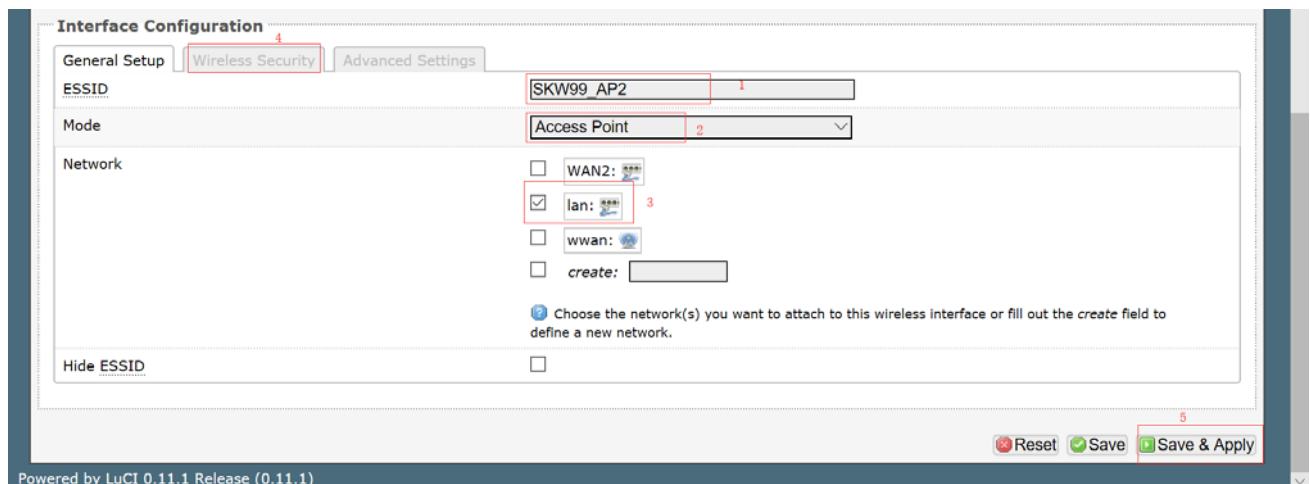 Interface Configuration
4
General Setup Wireless Security Advanced Settings
ESSID SKW99_AP2 1
Mode Access Point 2
Network WAN2:
lan: 3
wwan:
create:
Choose the network(s) you want to attach to this wireless interface or fill out the create field to
define a new network.
Hide ESSID
5
Reset Save Save & Apply
Powered by LuCI 0.11.1 Release (0.11.1)